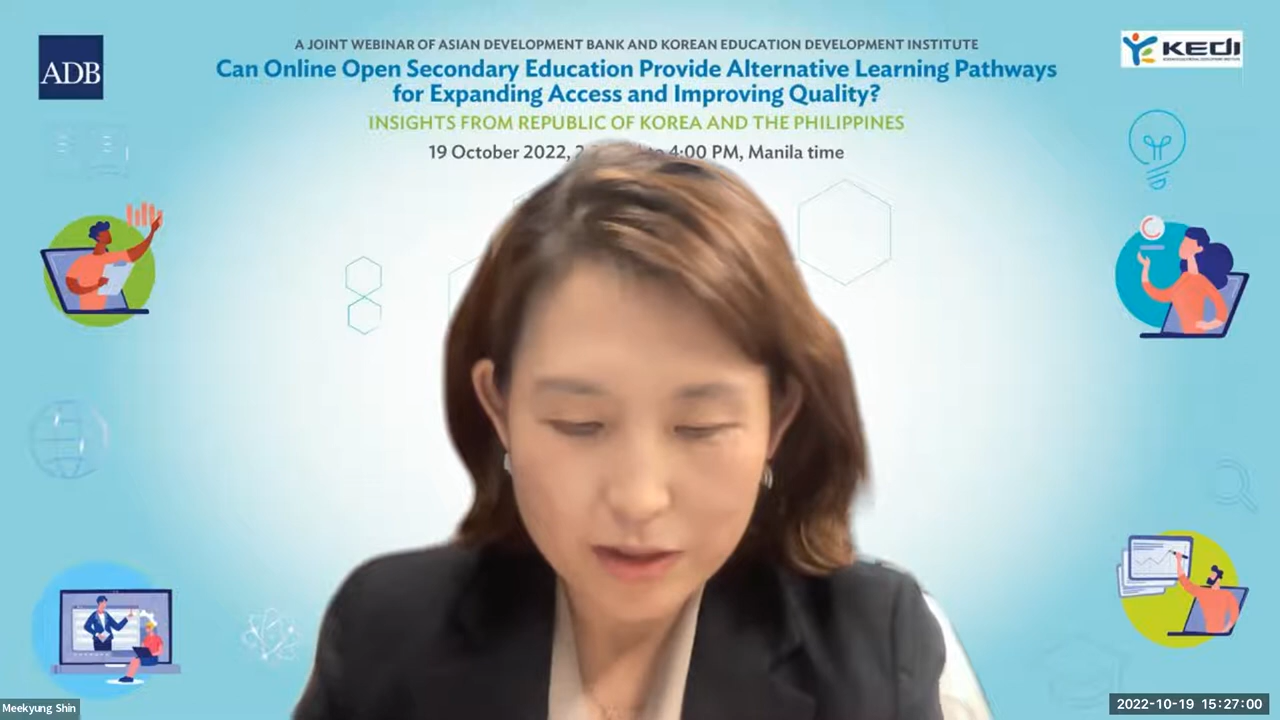 A JOINT WEBINAR OF ASIAN DEVELOPMENT BANK AND KOREAN EDUCATION DEVELOPMENT INSTITUTE
ADB
KEDI
Can Online Open Secondary Education Provide Alternative Learning Pathways
for Expanding Access and Improving Quality?
INSIGHTS FROM REPUBLIC OF KOREA AND THE PHILIPPINES
19 October 2022, 2 to 4:00 PM, Manila time
Meekyung Shin
2022-10-19 15:27:00